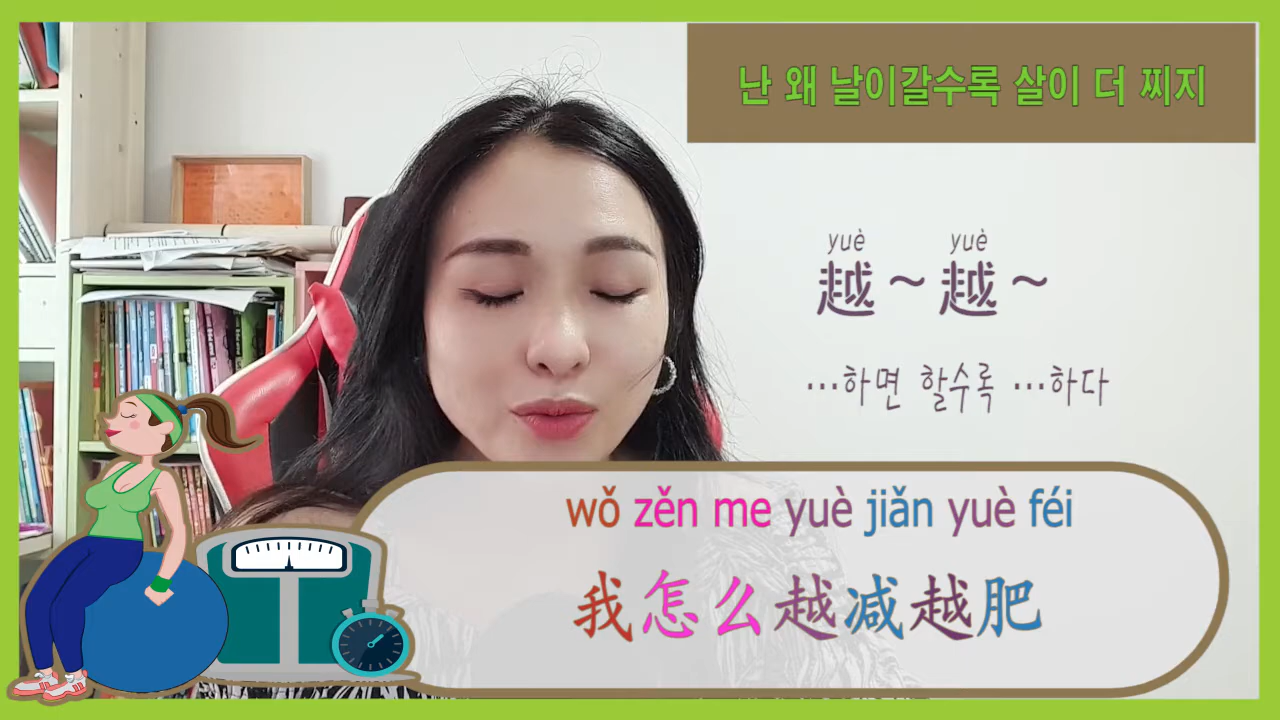 난 왜 날이갈수록 살이 더 찌지
yuè yuè
越~越~
…하면 할수록 …하다
wǒ zěn me yuè jiǎn yuè féi
我怎么越减越肥